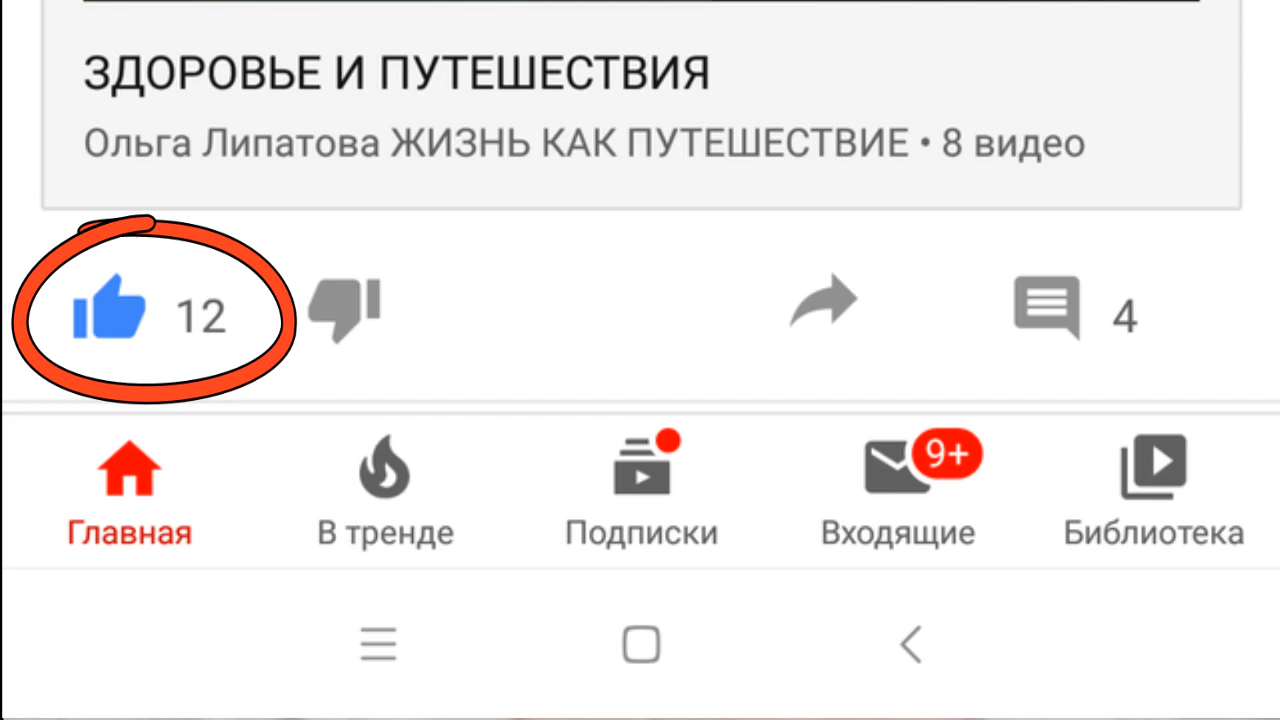 ЗДОРОВЬЕ И ПУТЕШЕСТВИЯ
Ольга Липатова ЖИЗНЬ КАК ПУТЕШЕСТВИЕ • 8 видео
12
4
9+
Главная
В тренде
Подписки
Входящие
Библиотека